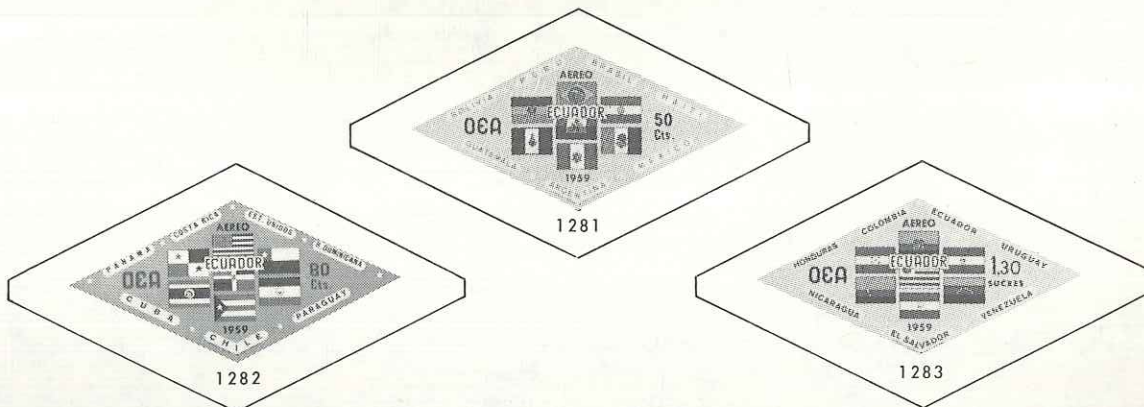 BOLIVIA PERU BRASIL HAITI
AEREO
ECUADOR
OEA
50
Cts.
GUATEMALA ARGENTINA MEXICO
1959
1281
PANAMA COSTA RICA EST. UNIDOS R. DOMINICANA
AEREO
ECUADOR
OEA
80
Cts
CUBA CHILE PARAGUAY
1959
1282
HONDURAS COLOMBIA ECUADOR URUGUAY
AEREO
ECUADOR
OEA
1,30
SUCRES
NICARAGUA EL SALVADOR VENEZUELA
1959
1283